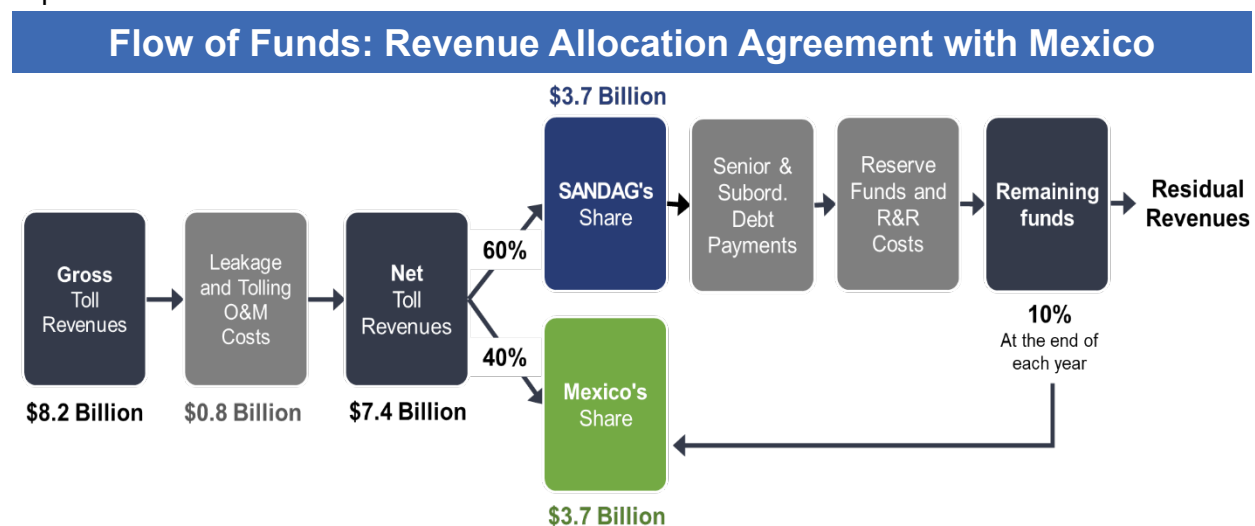 Flow of Funds: Revenue Allocation Agreement with Mexico
Gross
Toll
Revenues
$8.2 Billion
Leakage
and Tolling
O&M
Costs
$0.8 Billion
Net
Toll
Revenues
$7.4 Billion
60%
40%
$3.7 Billion
SANDAG's
Share
Senior &
Subord.
Debt
Payments
Reserve
Funds and
R&R
Costs
Remaining
funds
Residual
Revenues
10%
At the end of
each year
Mexico's
Share
$3.7 Billion